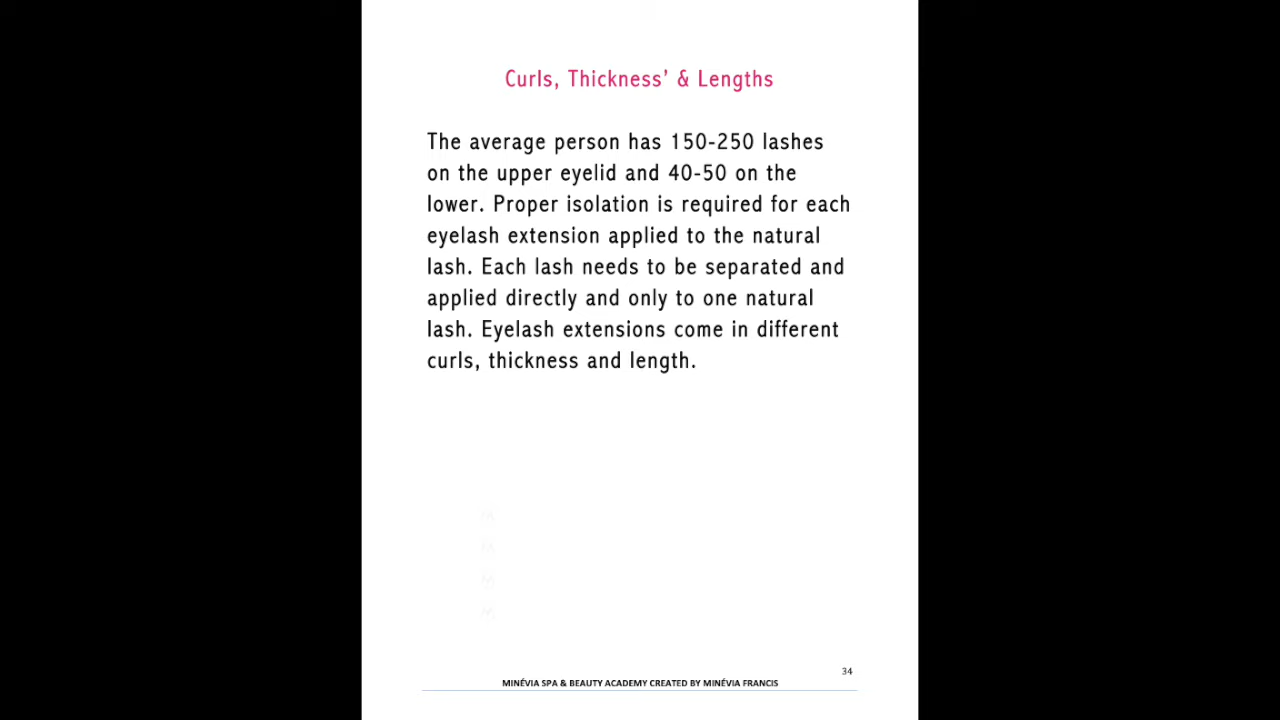 Curls, Thickness’ & Lengths
The average person has 150-250 lashes
on the upper eyelid and 40-50 on the
lower. Proper isolation is required for each
eyelash extension applied to the natural
lash. Each lash needs to be separated and
applied directly and only to one natural
lash. Eyelash extensions come in different
curls, thickness and length.
34
MINÉVIA SPA & BEAUTY ACADEMY CREATED BY MINÉVIA FRANCIS